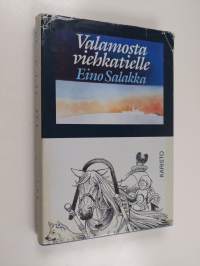 Valamosta
viehkatielle
Eino Salakka
KARISTO